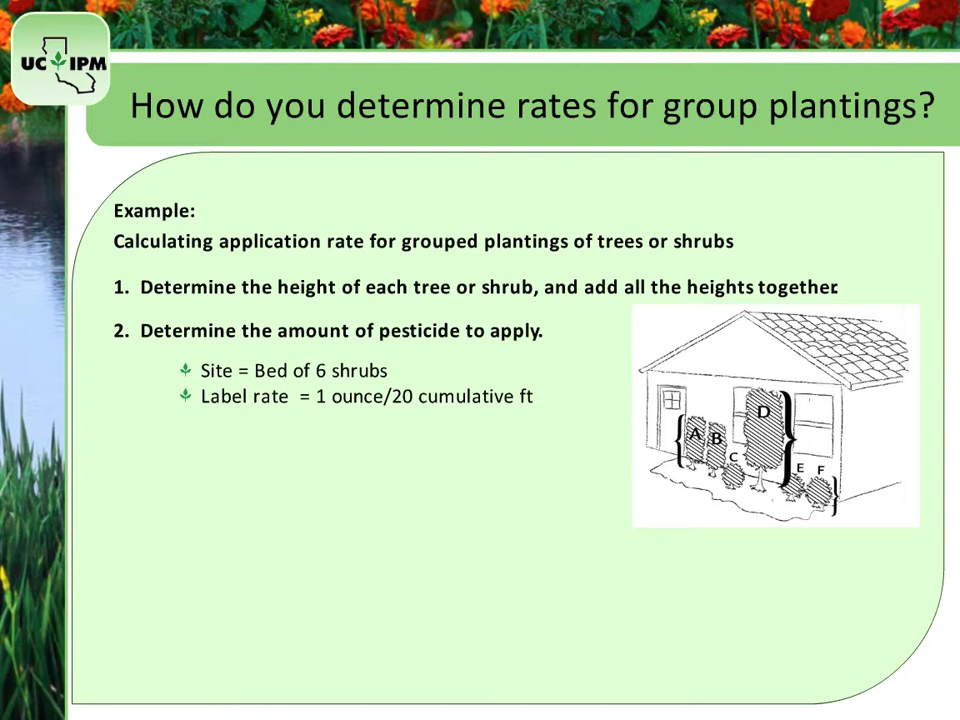 UC IPM
How do you determine rates for group plantings?
Example:
Calculating application rate for grouped plantings of trees or shrubs
1. Determine the height of each tree or shrub, and add all the heights together.
2. Determine the amount of pesticide to apply.
Site = Bed of 6 shrubs
Label rate = 1 ounce/20 cumulative ft
A
B
C
D
E
F